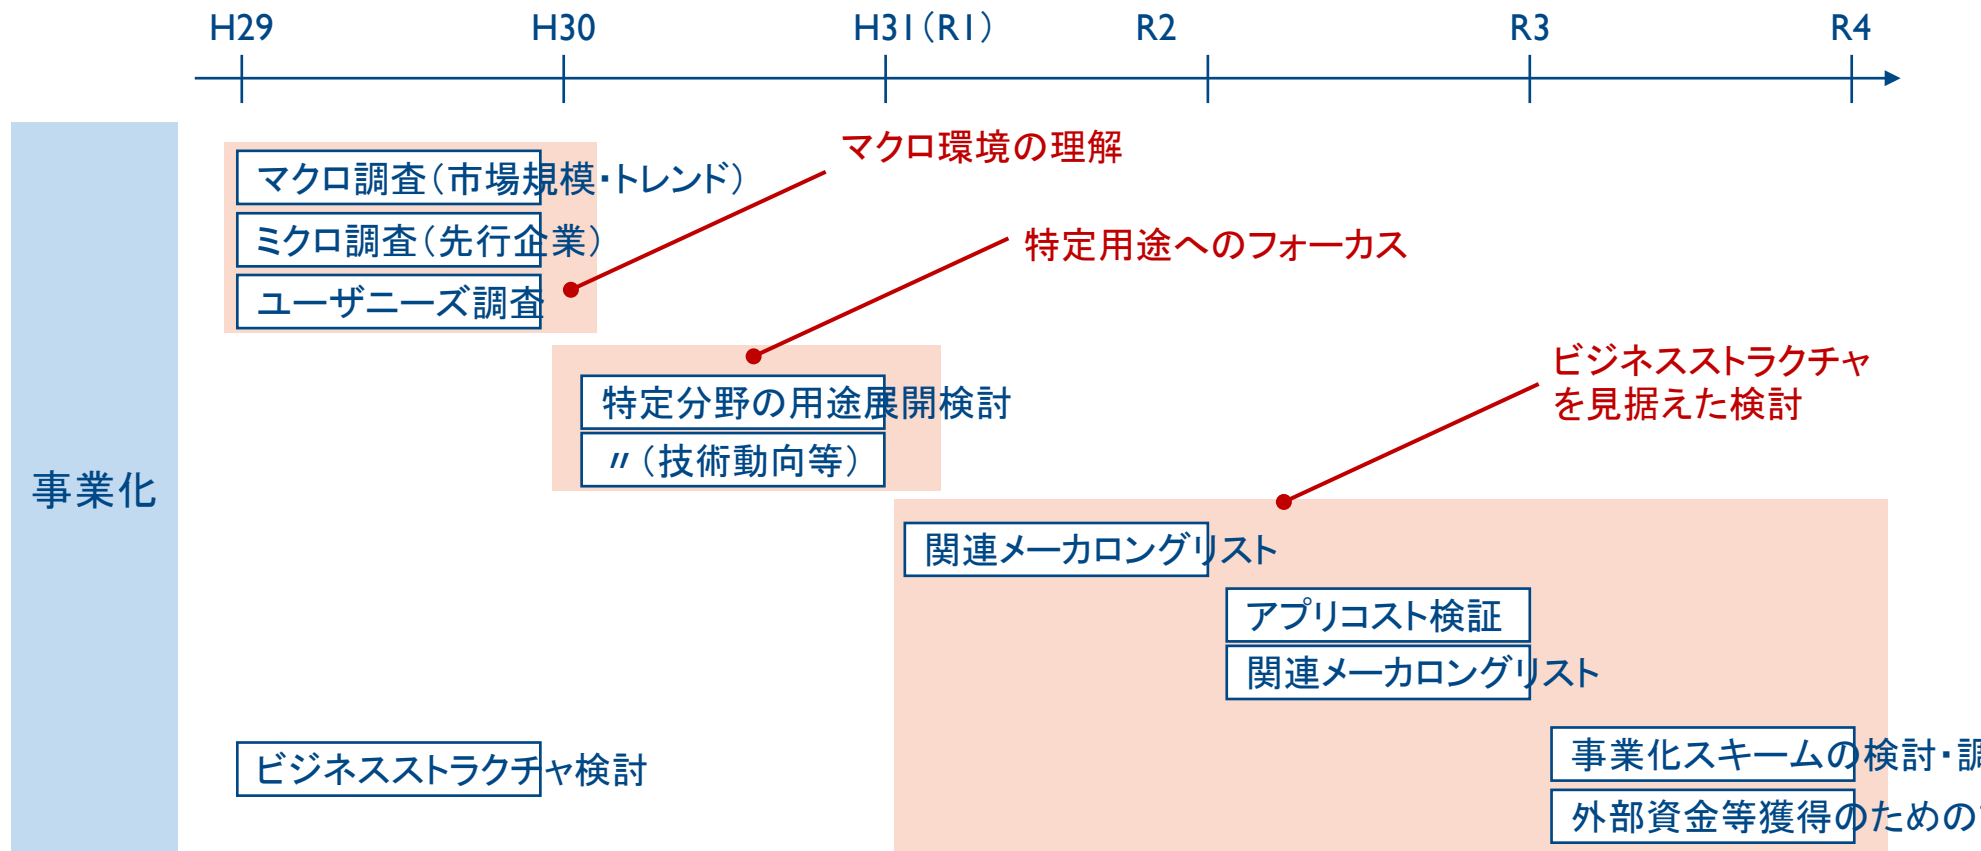 H29 H30 H31(R1) R2 R3 R4
マクロ環境の理解
マクロ調査(市場規模・トレンド)
ミクロ調査(先行企業)
特定用途へのフォーカス
ユーザニーズ調査
ビジネスストラクチャ
を見据えた検討
特定分野の用途展開検討
〃(技術動向等)
事業化
関連メーカロングリスト
アプリコスト検証
関連メーカロングリスト
事業化スキームの検討・調
ビジネスストラクチャ検討
外部資金等獲得のための